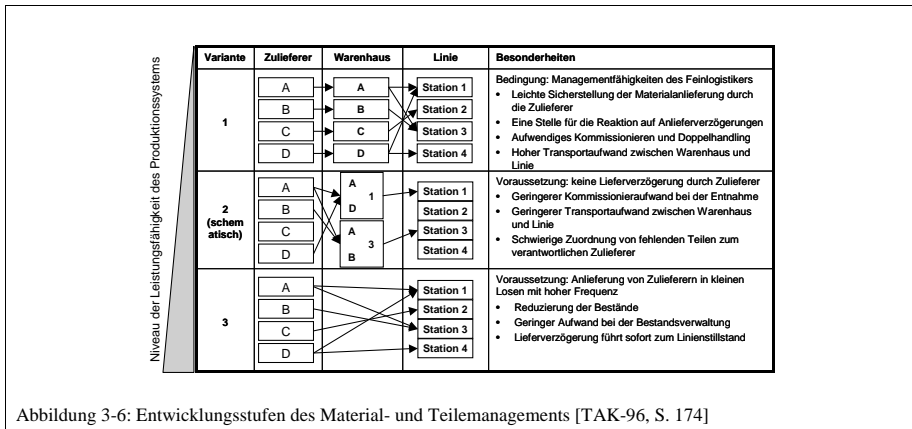 Niveau der Leistungsfähigkeit des Produktionssystems
Variante Zulieferer Warenhaus Linie Besonderheiten
1
A A Station 1
B B Station 2
C C Station 3
D D Station 4
Bedingung: Managementfähigkeiten des Feinlogistikers
• Leichte Sicherstellung der Materialanlieferung durch
die Zulieferer
• Eine Stelle für die Reaktion auf Anlieferverzögerungen
• Aufwendiges Kommissionieren und Doppelhandling
• Hoher Transportaufwand zwischen Warenhaus und
Linie
2
(schem
atisch)
A
B
C
D
A
1
D
A
3
B
Station 1
Station 2
Station 3
Station 4
Voraussetzung: keine Lieferverzögerung durch Zulieferer
• Geringerer Kommissionieraufwand bei der Entnahme
• Geringerer Transportaufwand zwischen Warenhaus
und Linie
• Schwierige Zuordnung von fehlenden Teilen zum
verantwortlichen Zulieferer
3
A Station 1
B Station 2
C Station 3
D Station 4
Voraussetzung: Anlieferung von Zulieferern in kleinen
Losen mit hoher Frequenz
• Reduzierung der Bestände
• Geringer Aufwand bei der Bestandsverwaltung
• Lieferverzögerung führt sofort zum Linienstillstand
Abbildung 3-6: Entwicklungsstufen des Material- und Teilemanagements [TAK-96, S. 174]